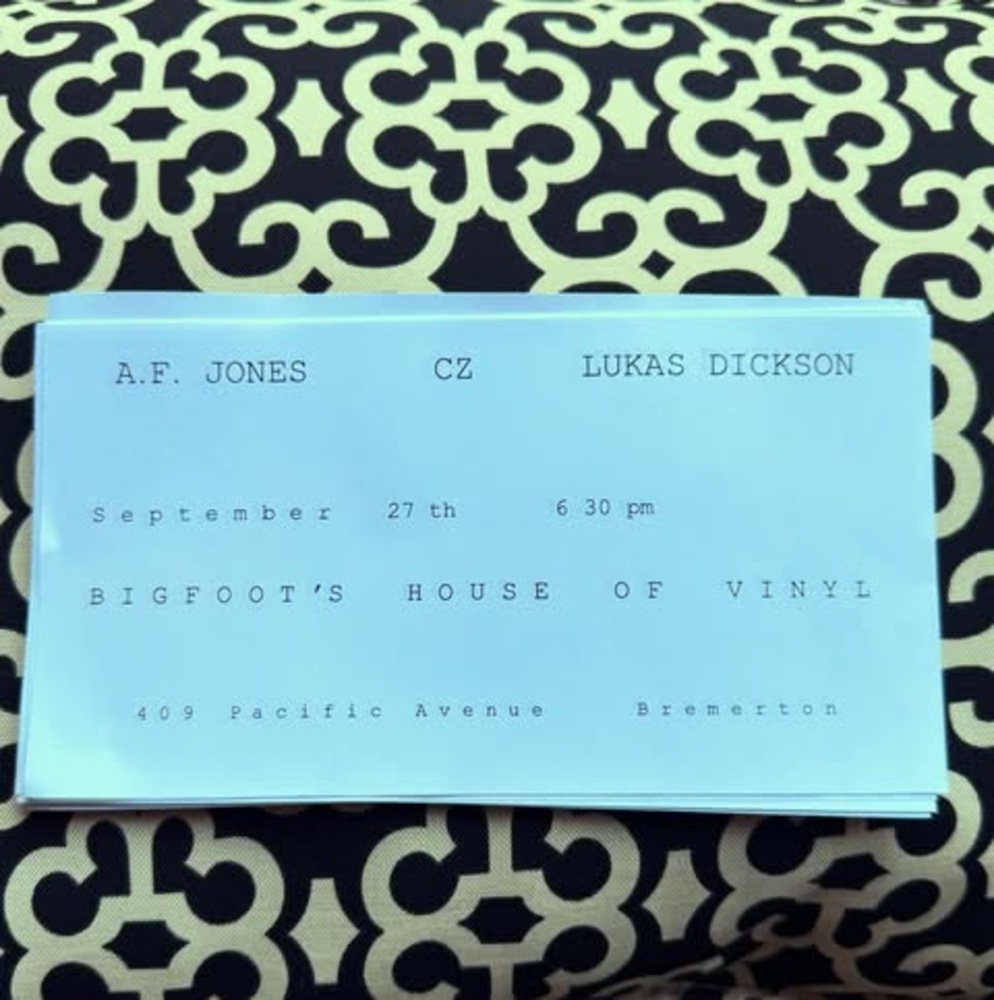 A.F. JONES CZ LUKAS DICKSON
September 27 th 6 30 pm
BIGFOOT'S HOUSE OF VINYL
409 Pacific Avenue Bremerton